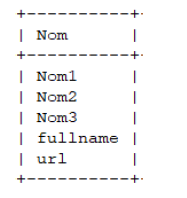 +-----------+-
| Nom |
+-----------+-
| Nom1 |
| Nom2 |
| Nom3 |
| fullname |
| url |
+-----------+-